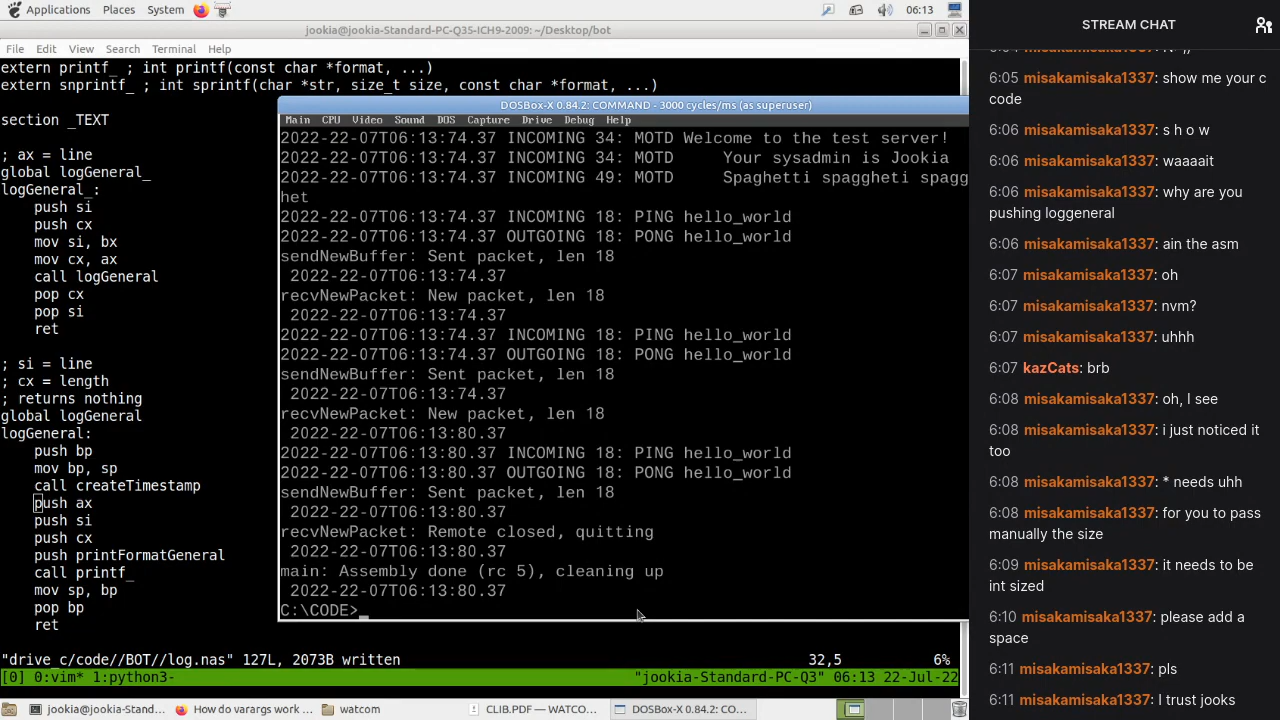 Applications Places System 06:13
jookia@jookia-Standard-PC-Q35-ICH9-2009: ~/Desktop/bot
File Edit View Search Terminal Help
extern printf_ ; int printf(const char *format, ...)
extern snprintf_ ; int sprintf(char *str, size_t size, const char *format, ...)
section _TEXT
; ax = line
global logGeneral_
logGeneral_:
push si
push cx
mov si, bx
mov cx, ax
call logGeneral
pop cx
pop si
ret
; si = line
; cx = length
; returns nothing
global logGeneral
logGeneral:
push bp
mov bp, sp
call createTimestamp
push ax
push si
push cx
push printFormatGeneral
call printf_
mov sp, bp
pop bp
ret
"drive_c/code//BOT//log.nas" 127L, 2073B written 32,5 6%
[0] 0:vim* 1:python3- "jookia-Standard-PC-Q3" 06:13 22-Jul-22
DOSBox-X 0.84.2: COMMAND - 3000 cycles/ms (as superuser)
Main CPU Video Sound DOS Capture Drive Debug Help
2022-22-07T06:13:74.37 INCOMING 34: MOTD Welcome to the test server!
2022-22-07T06:13:74.37 INCOMING 34: MOTD Your sysadmin is Jookia
2022-22-07T06:13:74.37 INCOMING 49: MOTD Spaghetti spaggheti spagg
het
2022-22-07T06:13:74.37 INCOMING 18: PING hello_world
2022-22-07T06:13:74.37 OUTGOING 18: PONG hello_world
sendNewBuffer: Sent packet, len 18
2022-22-07T06:13:74.37
recvNewPacket: New packet, len 18
2022-22-07T06:13:74.37
2022-22-07T06:13:74.37 INCOMING 18: PING hello_world
2022-22-07T06:13:74.37 OUTGOING 18: PONG hello_world
sendNewBuffer: Sent packet, len 18
2022-22-07T06:13:74.37
recvNewPacket: New packet, len 18
2022-22-07T06:13:80.37
2022-22-07T06:13:80.37 INCOMING 18: PING hello_world
2022-22-07T06:13:80.37 OUTGOING 18: PONG hello_world
sendNewBuffer: Sent packet, len 18
2022-22-07T06:13:80.37
recvNewPacket: Remote closed, quitting
2022-22-07T06:13:80.37
main: Assembly done (rc 5), cleaning up
2022-22-07T06:13:80.37
C:\CODE>_
jookia@jookia-Stand... How do varargs work ... watcom CLIB.PDF — WATCO... DOSBox-X 0.84.2: CO...
STREAM CHAT
6:05 misakamisaka1337: show me your c
code
6:06 misakamisaka1337: s h o w
6:06 misakamisaka1337: waaaait
6:06 misakamisaka1337: why are you
pushing loggeneral
6:06 misakamisaka1337: ain the asm
6:07 misakamisaka1337: oh
6:07 misakamisaka1337: nvm?
6:07 misakamisaka1337: uhhh
6:07 kazCats: brb
6:08 misakamisaka1337: oh, I see
6:08 misakamisaka1337: i just noticed it
too
6:08 misakamisaka1337: * needs uhh
6:08 misakamisaka1337: for you to pass
manually the size
6:09 misakamisaka1337: it needs to be
int sized
6:10 misakamisaka1337: please add a
space
6:11 misakamisaka1337: pls
6:11 misakamisaka1337: I trust jooks